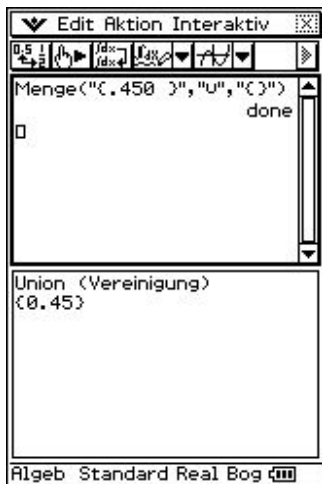 Edit Aktion Interaktiv
Menge("{.450 }","∪","{}")
done
Union (Vereinigung)
{0.45}
Algeb Standard Real Bog